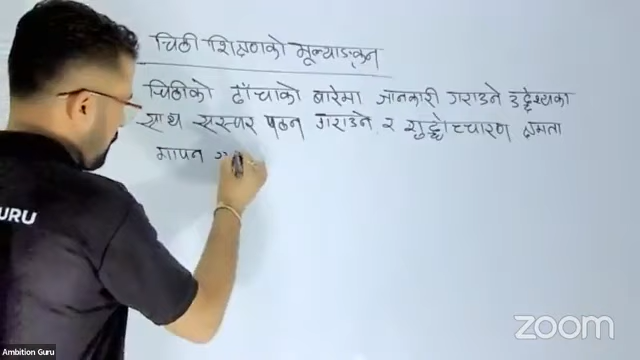 चिठी शिक्षणको मूल्याङ्कन
चिठीको ढाँचाको बारेमा जानकारी गराउने उद्देश्यका
साथ सस्वर पठन गराउने र शुद्धोच्चारण क्षमता
मापन
URU
zoom
Ambition Guru